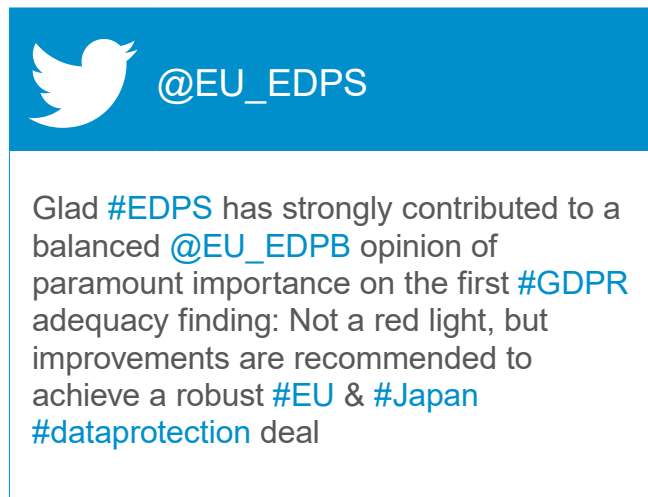 @EU_EDPS
Glad #EDPS has strongly contributed to a
balanced @EU_EDPB opinion of
paramount importance on the first #GDPR
adequacy finding: Not a red light, but
improvements are recommended to
achieve a robust #EU & #Japan
#dataprotection deal